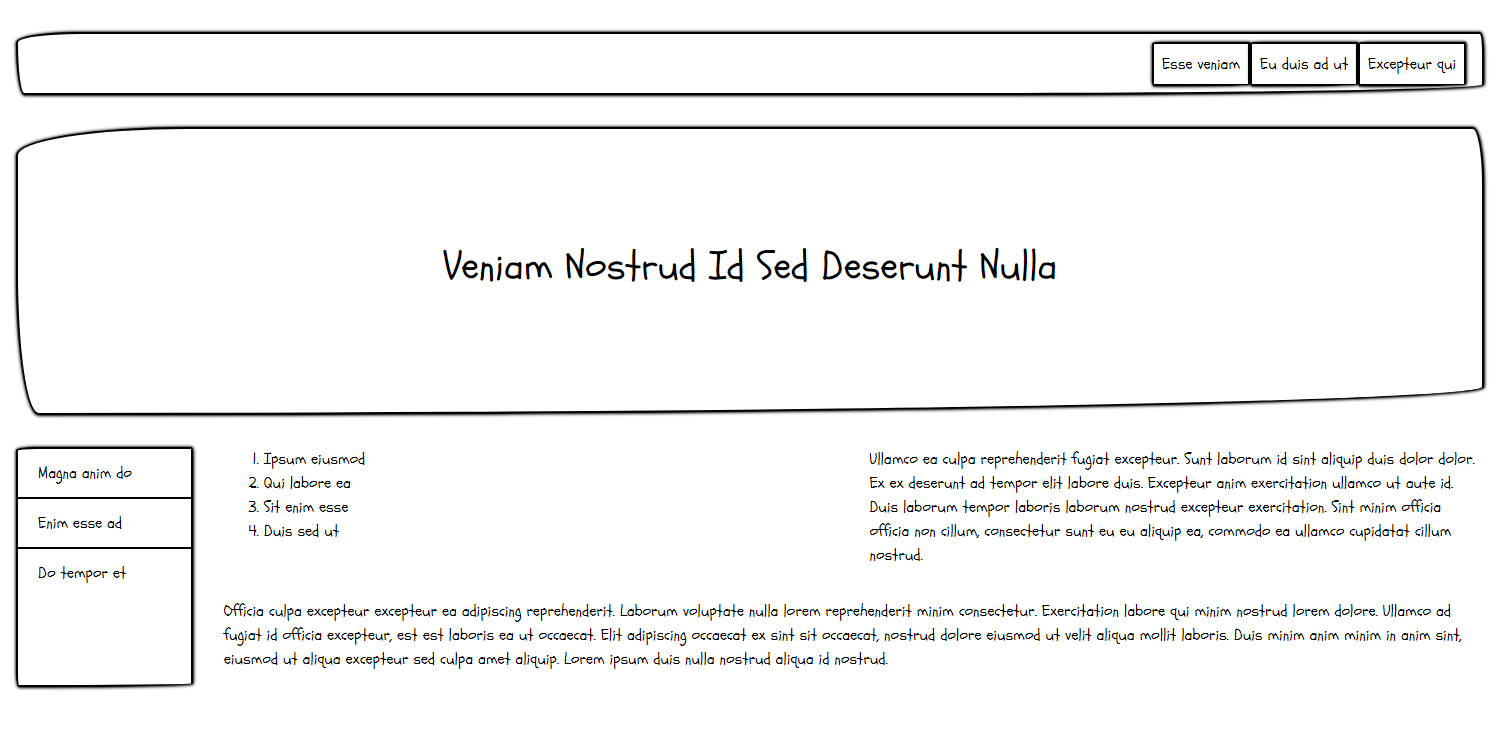 Esse veniam
Eu duis ad ut
Excepteur qui
Veniam Nostrud Id Sed Deserunt Nulla
Magna anim do
Enim esse ad
Do tempor et
1. Ipsum eiusmod
2. Qui labore ea
3. Sit enim esse
4. Duis sed ut
Ullamco ea culpa reprehenderit fugiat excepteur. Sunt laborum id sint aliquip duis dolor dolor.
Ex ex deserunt ad tempor elit labore duis. Excepteur anim exercitation ullamco ut aute id.
Duis laborum tempor laboris laborum nostrud excepteur exercitation. Sint minim officia
officia non cillum, consectetur sunt eu eu aliquip ea, commodo ea ullamco cupidatat cillum
nostrud.
Officia culpa excepteur excepteur ea adipiscing reprehenderit. Laborum voluptate nulla lorem reprehenderit minim consectetur. Exercitation labore qui minim nostrud lorem dolore. Ullamco ad
fugiat id officia excepteur, est est laboris ea ut occaecat. Elit adipiscing occaecat ex sint sit occaecat, nostrud dolore eiusmod ut velit aliqua mollit laboris. Duis minim anim minim in anim sint,
eiusmod ut aliqua excepteur sed culpa amet aliquip. Lorem ipsum duis nulla nostrud aliqua id nostrud.